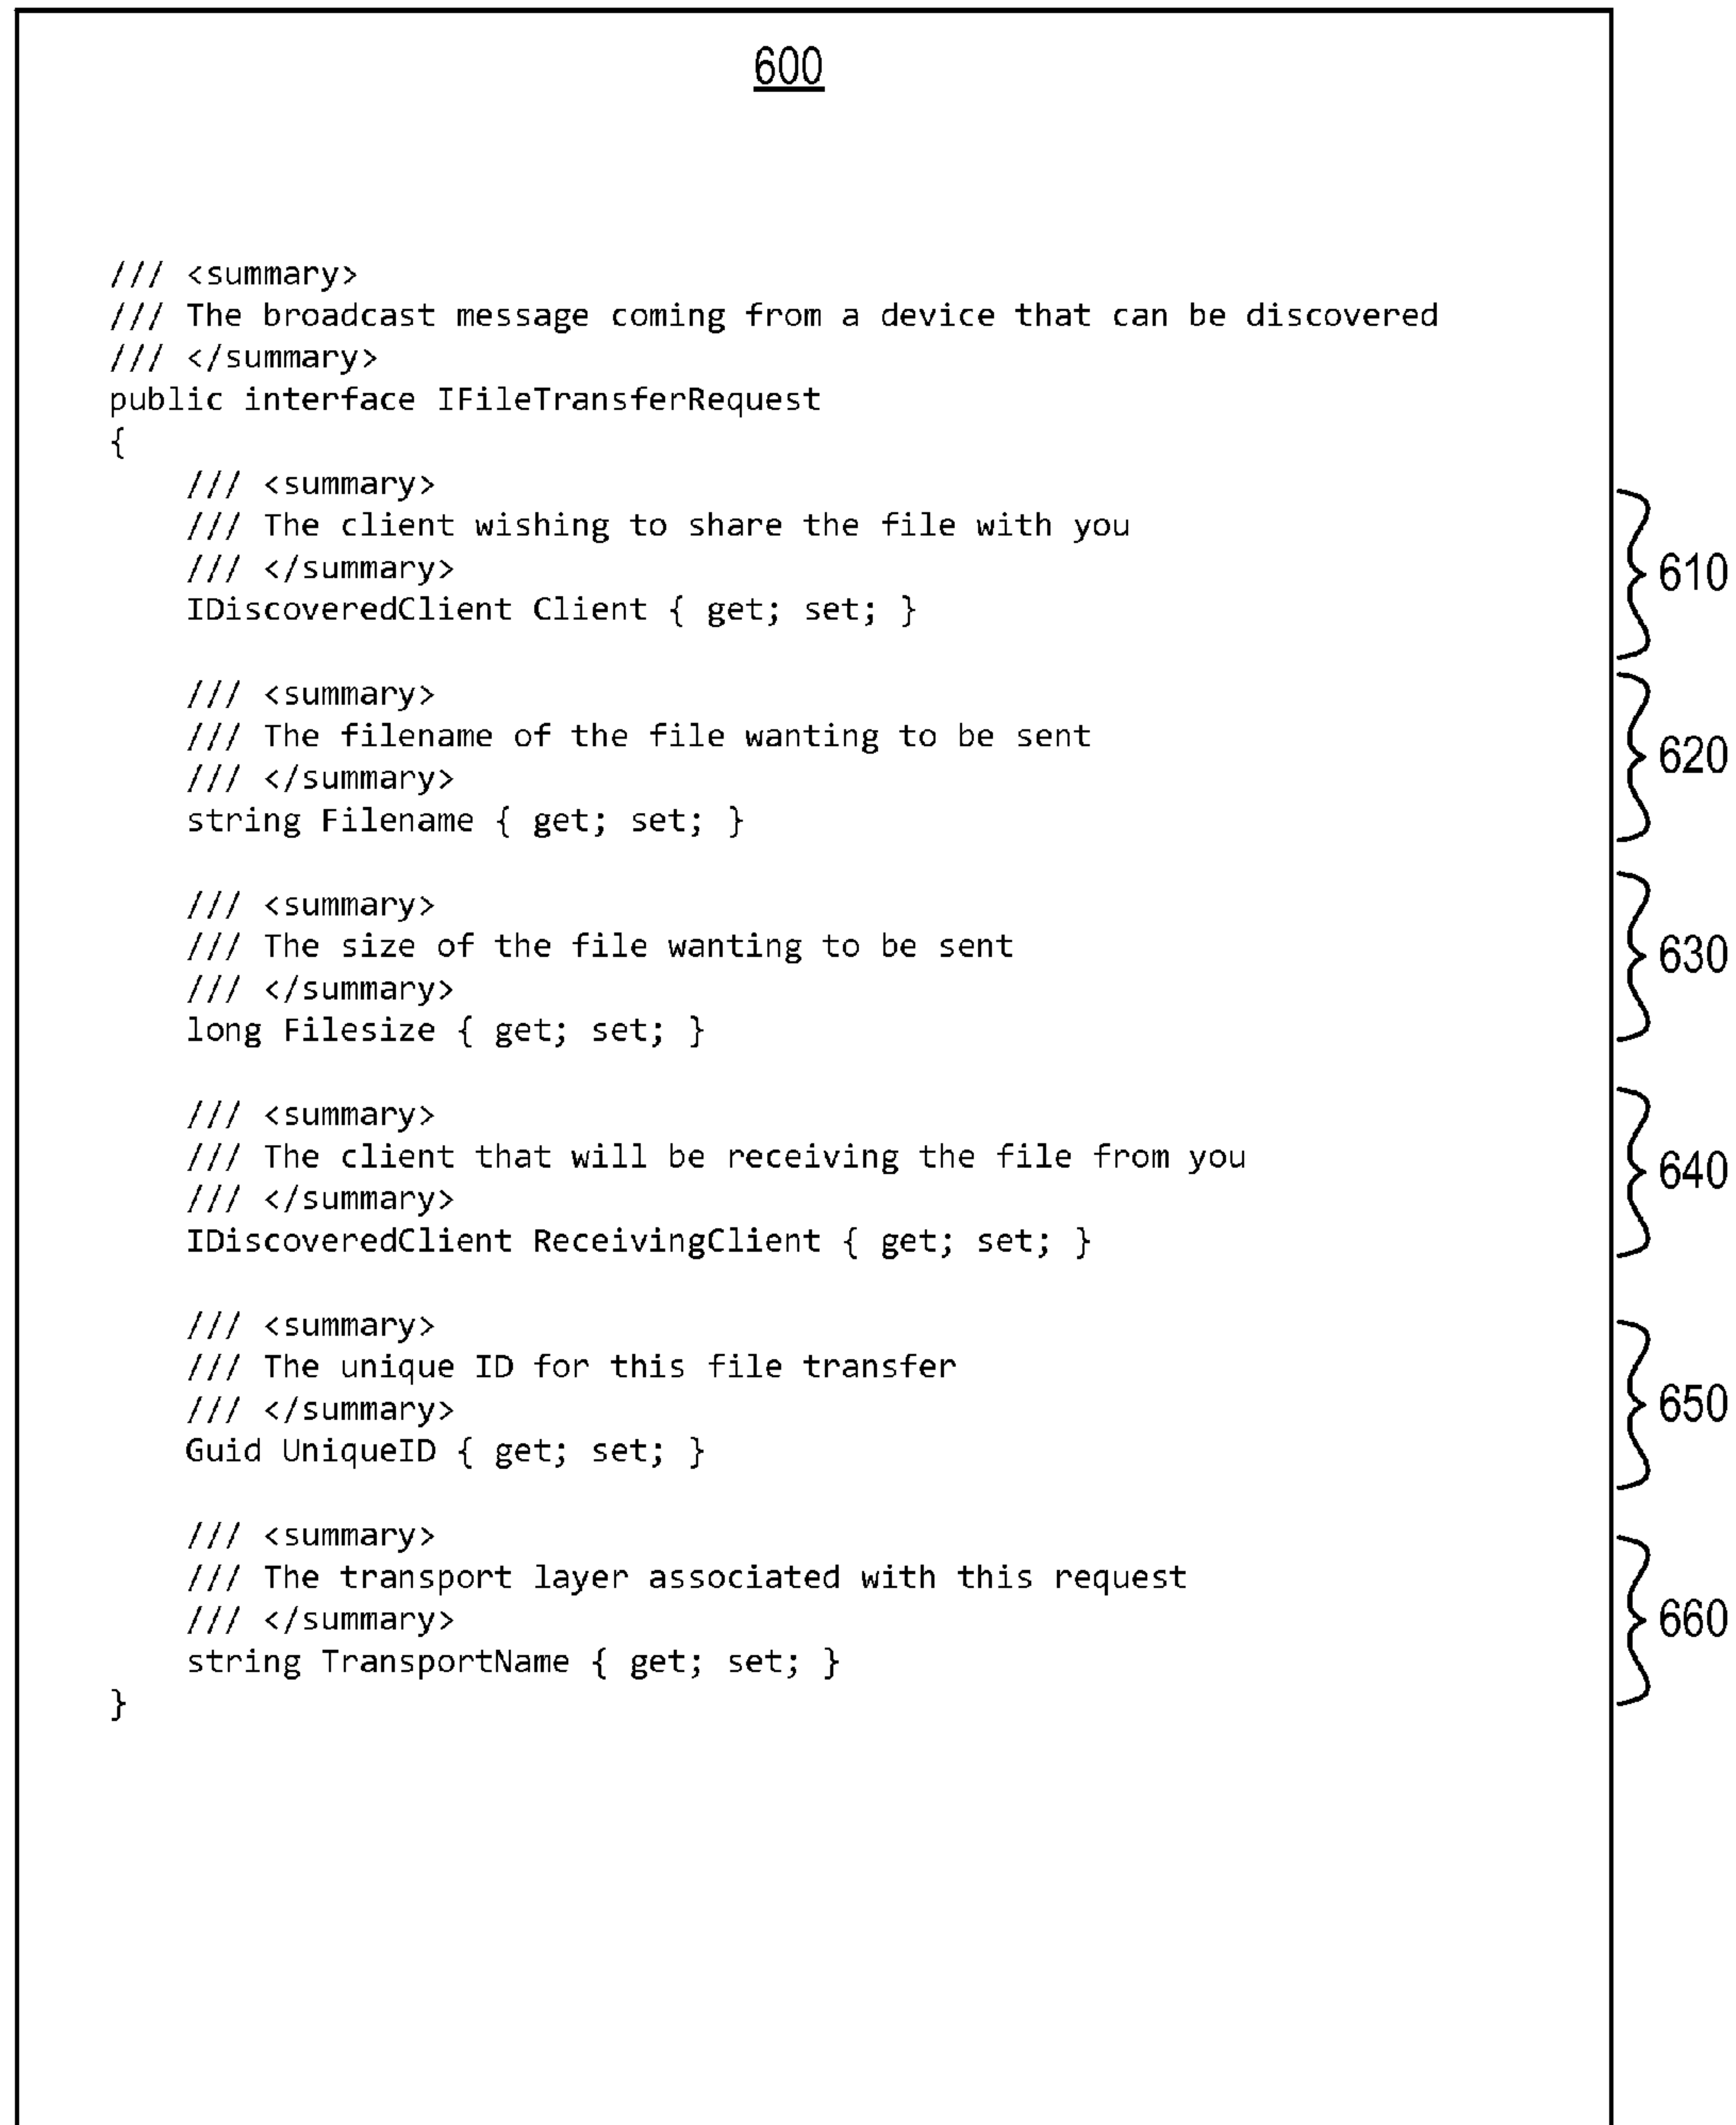 600
/// <summary>
/// The broadcast message coming from a device that can be discovered
/// </summary>
public interface IFileTransferRequest
{
/// <summary>
/// The client wishing to share the file with you
/// </summary>
IDiscoveredClient Client { get; set; }
610
/// <summary>
/// The filename of the file wanting to be sent
/// </summary>
string Filename { get; set; }
620
/// <summary>
/// The size of the file wanting to be sent
/// </summary>
long Filesize { get; set; }
630
/// <summary>
/// The client that will be receiving the file from you
/// </summary>
IDiscoveredClient ReceivingClient { get; set; }
640
/// <summary>
/// The unique ID for this file transfer
/// </summary>
Guid UniqueID { get; set; }
650
/// <summary>
/// The transport layer associated with this request
/// </summary>
string TransportName { get; set; }
660
}